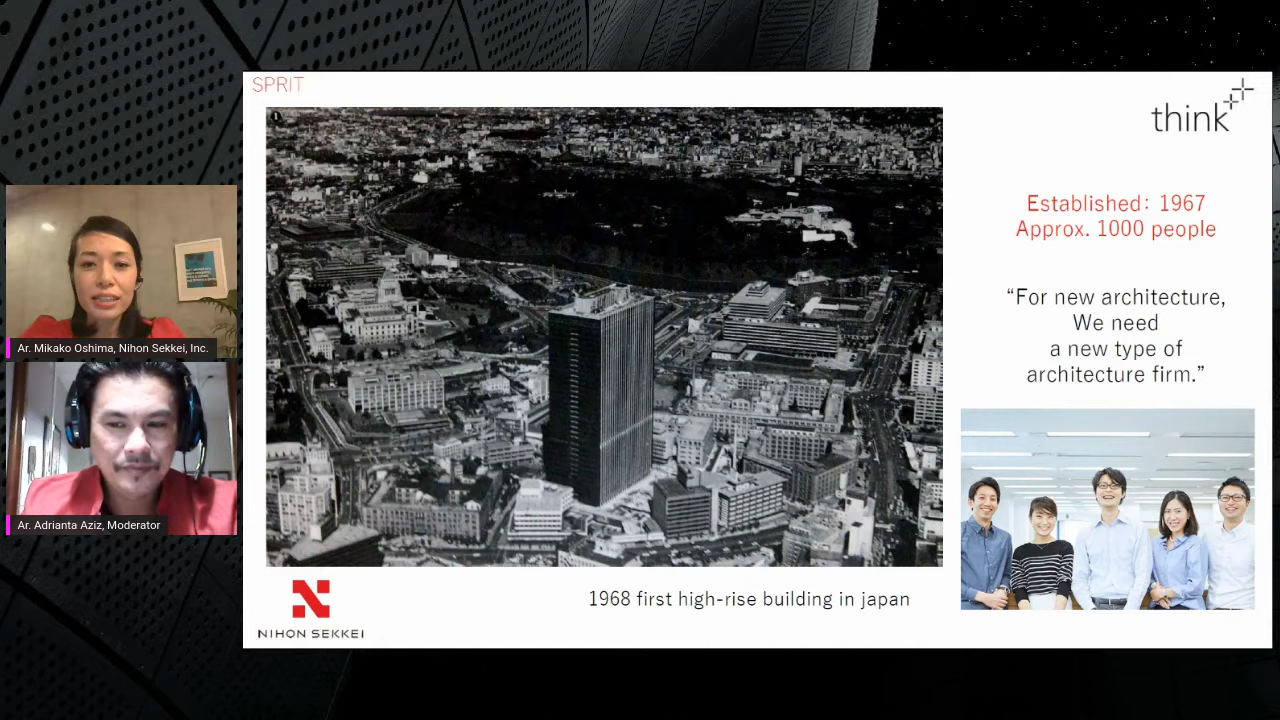 SPRIT
think
Established: 1967
Approx. 1000 people
“For new architecture,
We need
a new type of
architecture firm.”
Ar. Mikako Oshima, Nihon Sekkei, Inc.
Ar. Adrianta Aziz, Moderator
1968 first high-rise building in japan
NIHON SEKKEI